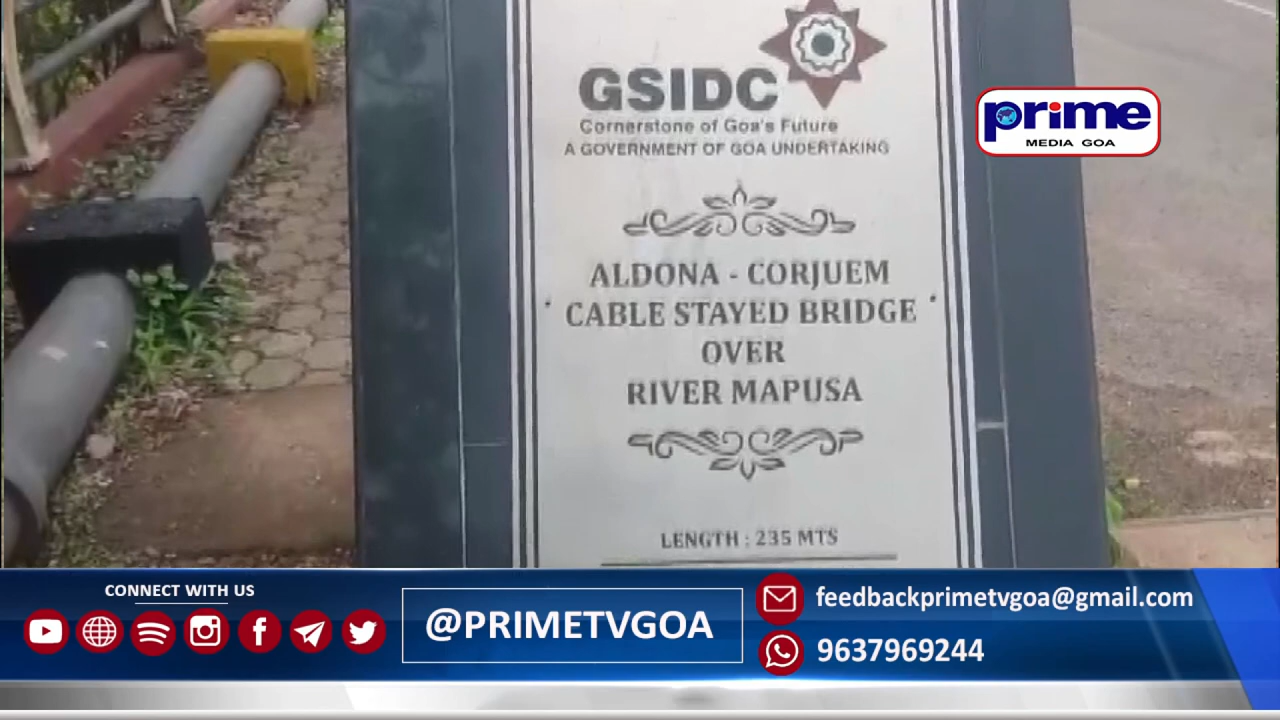 GSIDC
Cornerstone of Goa's Future
A GOVERNMENT OF GOA UNDERTAKING
prime
MEDIA GOA
ALDONA - CORJUEM
CABLE STAYED BRIDGE
OVER
RIVER MAPUSA
LENGTH : 235 MTS
CONNECT WITH US
@PRIMETVGOA
feedbackprimetvgoa@gmail.com
9637969244